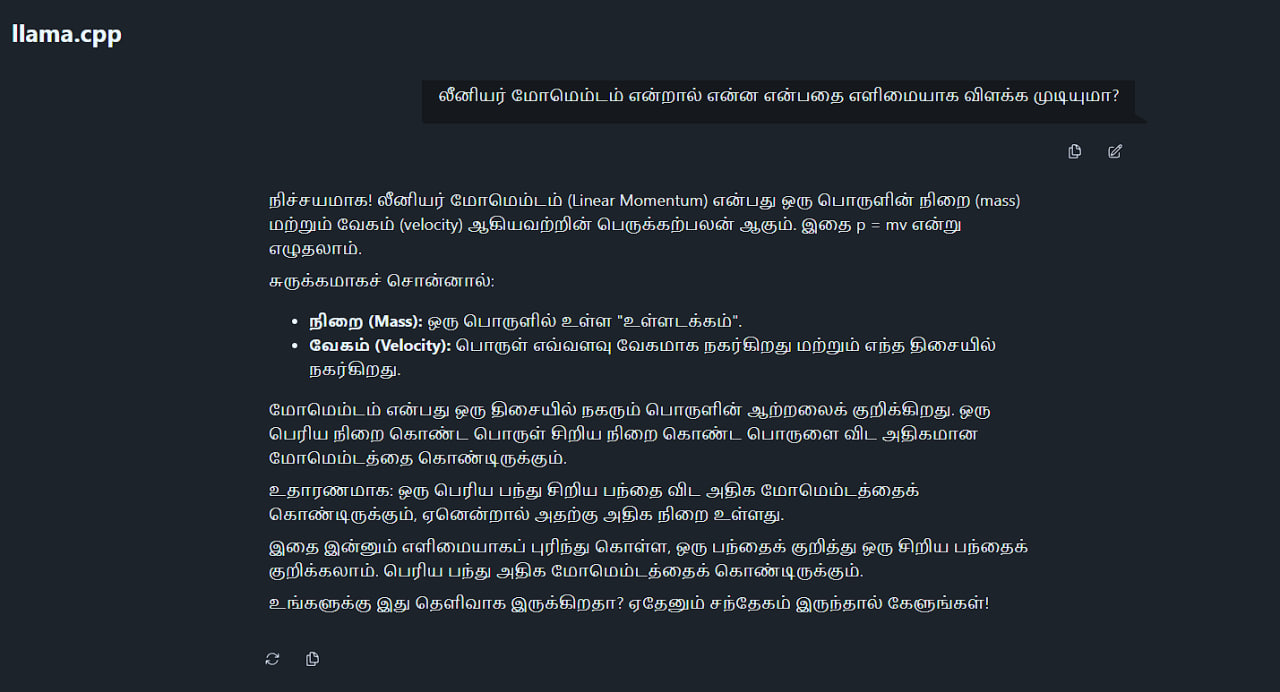 llama.cpp
லீனியர் மோமெம்டம் என்றால் என்ன என்பதை எளிமையாக விளக்க முடியுமா?
நிச்சயமாக! லீனியர் மோமெம்டம் (Linear Momentum) என்பது ஒரு பொருளின் நிறை (mass)
மற்றும் வேகம் (velocity) ஆகியவற்றின் பெருக்கற்பலன் ஆகும். இதை p = mv என்று
எழுதலாம்.
சுருக்கமாகச் சொன்னால்:
• நிறை (Mass): ஒரு பொருளில் உள்ள "உள்ளடக்கம்".
• வேகம் (Velocity): பொருள் எவ்வளவு வேகமாக நகர்கிறது மற்றும் எந்த திசையில்
நகர்கிறது.
மோமெம்டம் என்பது ஒரு திசையில் நகரும் பொருளின் ஆற்றலைக் குறிக்கிறது. ஒரு
பெரிய நிறை கொண்ட பொருள் சிறிய நிறை கொண்ட பொருளை விட அதிகமான
மோமெம்டத்தை கொண்டிருக்கும்.
உதாரணமாக: ஒரு பெரிய பந்து சிறிய பந்தை விட அதிக மோமெம்டத்தைக்
கொண்டிருக்கும், ஏனென்றால் அதற்கு அதிக நிறை உள்ளது.
இதை இன்னும் எளிமையாகப் புரிந்து கொள்ள, ஒரு பந்தைக் குறித்து ஒரு சிறிய பந்தைக்
குறிக்கலாம். பெரிய பந்து அதிக மோமெம்டத்தைக் கொண்டிருக்கும்.
உங்களுக்கு இது தெளிவாக இருக்கிறதா? ஏதேனும் சந்தேகம் இருந்தால் கேளுங்கள்!